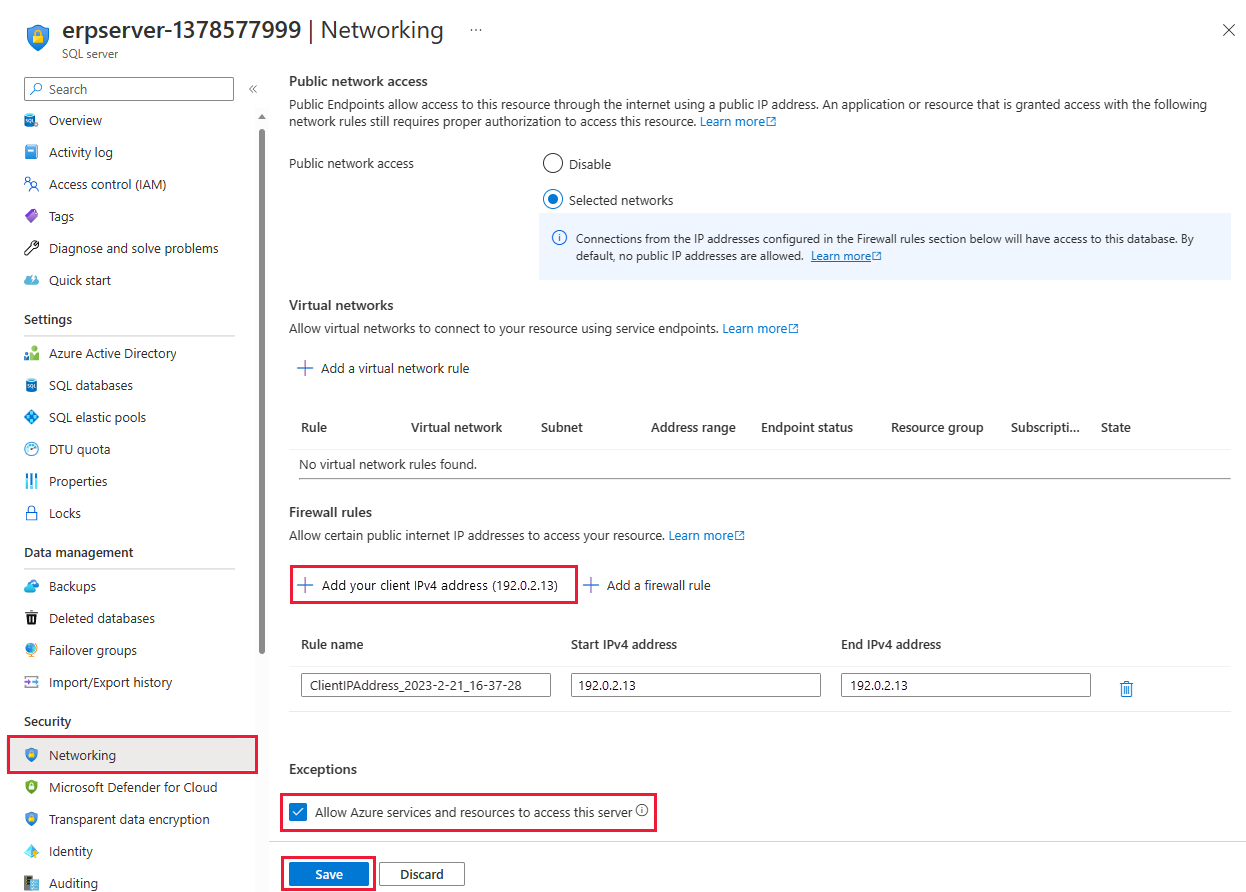 erpserver-1378577999 | Networking ...
SQL server
Search
«
Overview
Activity log
Access control (IAM)
Tags
Diagnose and solve problems
Quick start
Settings
Azure Active Directory
SQL databases
SQL elastic pools
DTU quota
Properties
Locks
Data management
Backups
Deleted databases
Failover groups
Import/Export history
Security
Networking
Microsoft Defender for Cloud
Transparent data encryption
Identity
Auditing
Public network access
Public Endpoints allow access to this resource through the internet using a public IP address. An application or resource that is granted access with the following
network rules still requires proper authorization to access this resource. Learn more
Public network access
Disable
Selected networks
Connections from the IP addresses configured in the Firewall rules section below will have access to this database. By
default, no public IP addresses are allowed. Learn more
Virtual networks
Allow virtual networks to connect to your resource using service endpoints. Learn more
+ Add a virtual network rule
Rule Virtual network Subnet Address range Endpoint status Resource group Subscripti... State
No virtual network rules found.
Firewall rules
Allow certain public internet IP addresses to access your resource. Learn more
+ Add your client IPv4 address (192.0.2.13) + Add a firewall rule
Rule name Start IPv4 address End IPv4 address
ClientIPAddress_2023-2-21_16-37-28 192.0.2.13 192.0.2.13
Exceptions
Allow Azure services and resources to access this server
Save Discard